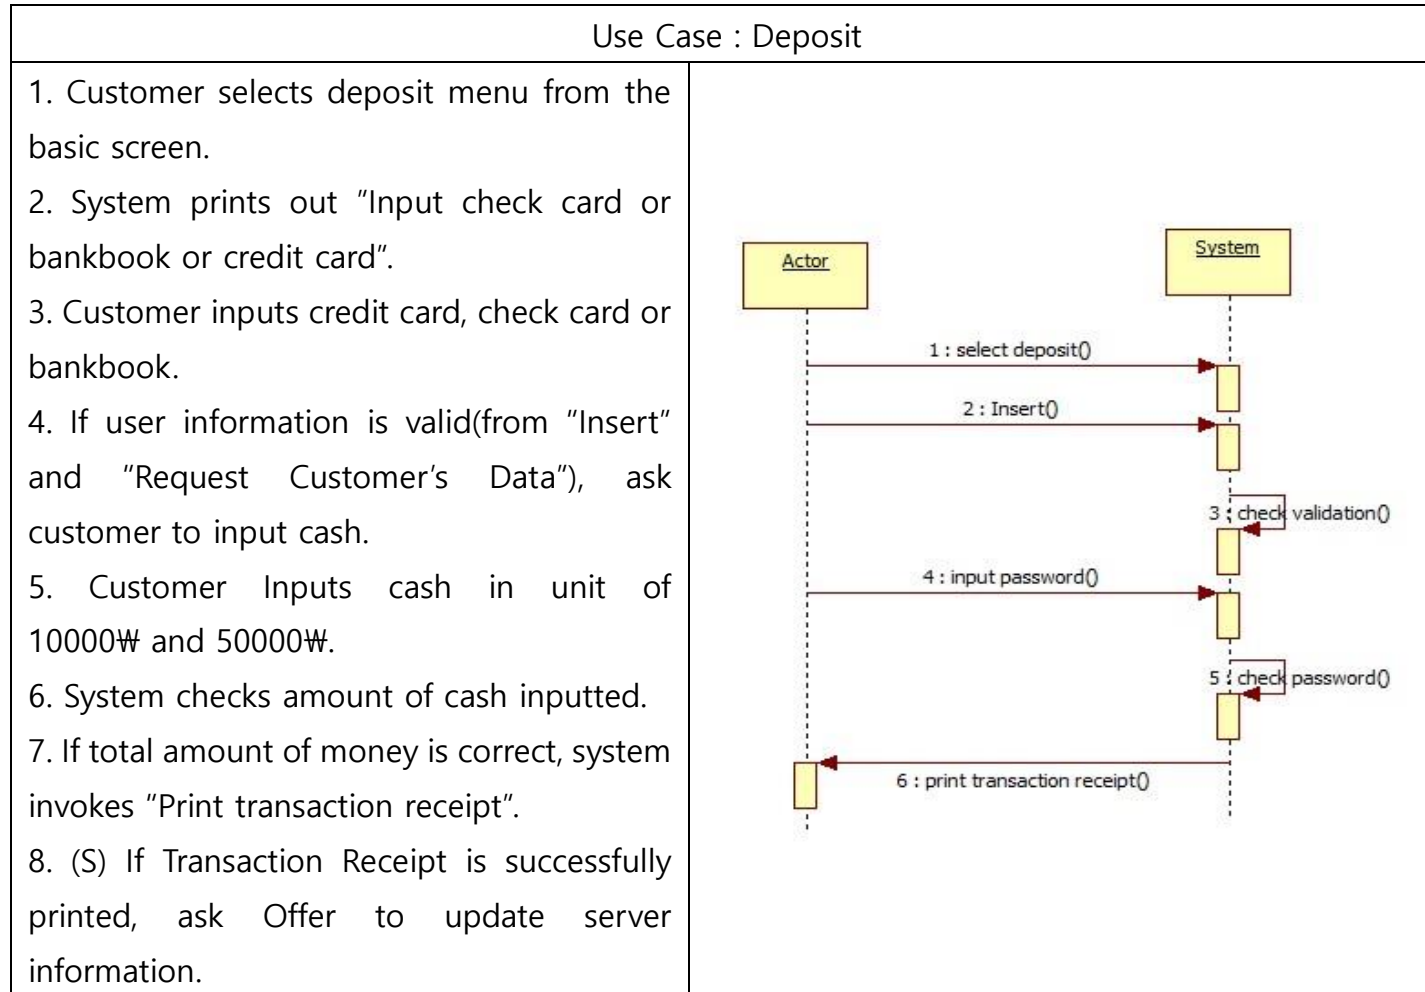 Use Case : Deposit
1. Customer selects deposit menu from the
basic screen.
2. System prints out "Input check card or
bankbook or credit card".
3. Customer inputs credit card, check card or
bankbook.
4. If user information is valid(from "Insert"
and "Request Customer's Data"), ask
customer to input cash.
5. Customer Inputs cash in unit of
10000₩ and 50000₩.
6. System checks amount of cash inputted.
7. If total amount of money is correct, system
invokes "Print transaction receipt".
8. (S) If Transaction Receipt is successfully
printed, ask Offer to update server
information.
Actor
System
1 : select deposit()
2 : Insert()
3 : check validation()
4 : input password()
5 : check password()
6 : print transaction receipt()